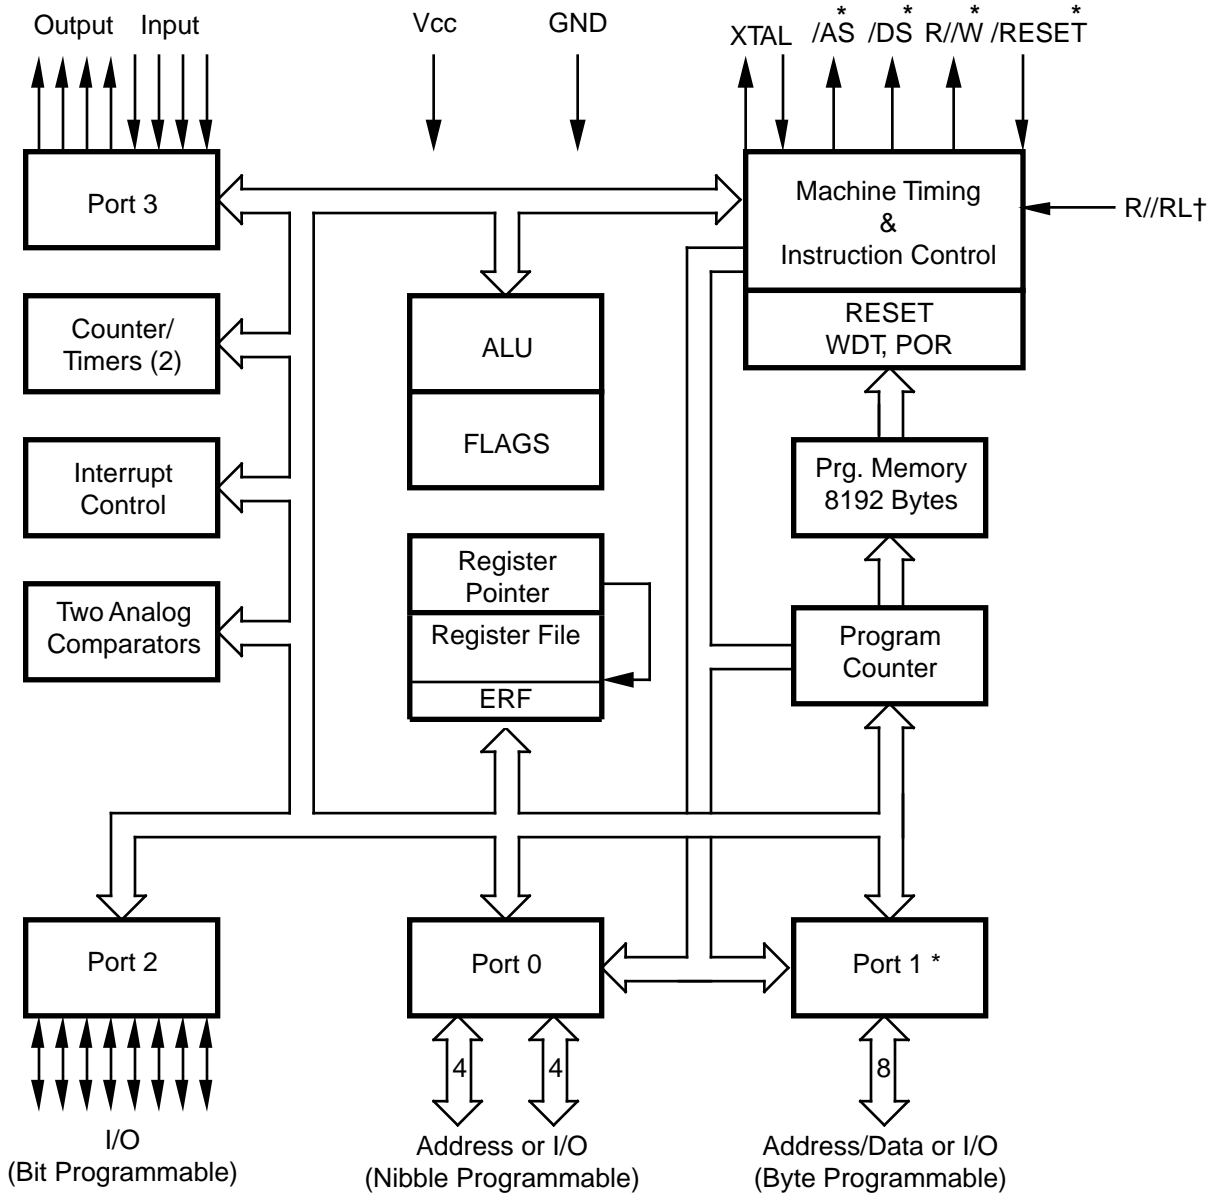 Output Input Vcc GND XTAL /AS* /DS* R//W* /RESET*
Port 3
Machine Timing
&
Instruction Control
R//RL†
RESET
WDT, POR
Counter/
Timers (2)
ALU
FLAGS
Interrupt
Control
Prg. Memory
8192 Bytes
Two Analog
Comparators
Register
Pointer
Register File
ERF
Program
Counter
Port 2
Port 0
Port 1 *
4
4
8
I/O
(Bit Programmable)
Address or I/O
(Nibble Programmable)
Address/Data or I/O
(Byte Programmable)